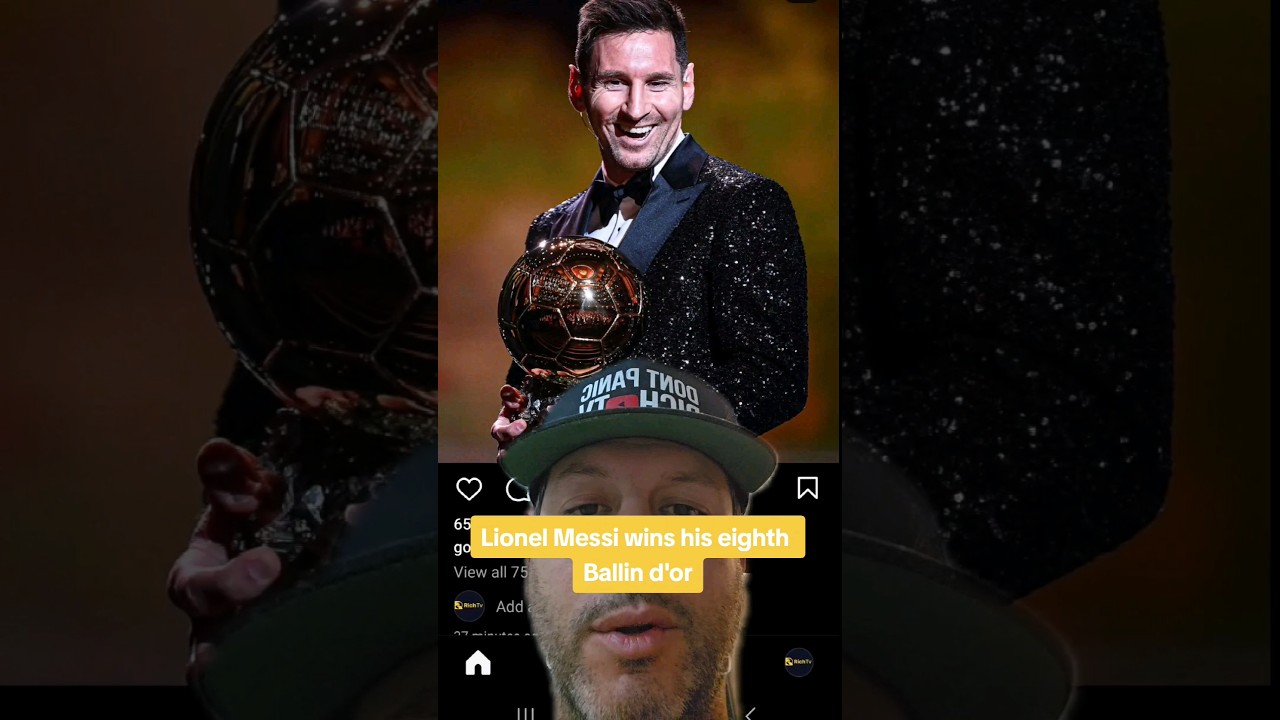 DONT PANIC
RICH TV
65
Lionel Messi wins his eighth
go
Ballin d'or
View all 75
RichTv
Add
27 minutes
RichTv